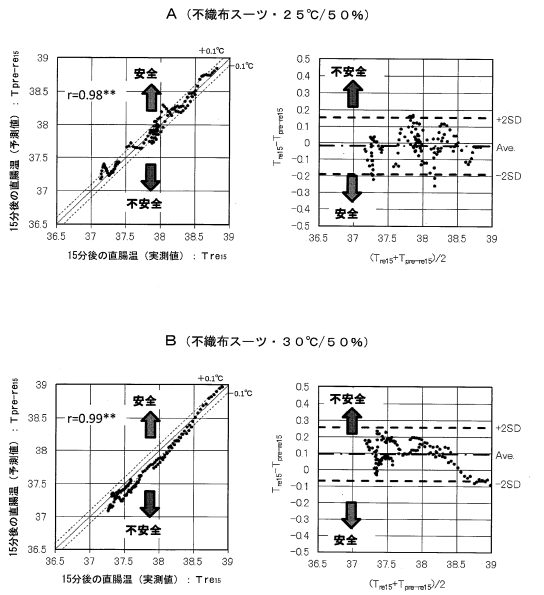 A (不織布スーツ・25℃/50%)
15分後の直腸温(予測値):Tpre-re15
39
38.5
38
37.5
37
36.5
+0.1℃
-0.1℃
安全
r=0.98**
不安全
36.5 37 37.5 38 38.5 39
15分後の直腸温(実測値):Tre15
Tre15-Tpre-re15
0.5
0.4
0.3
0.2
0.1
0
-0.1
-0.2
-0.3
-0.4
0.5
不安全
+2SD
Ave.
-2SD
安全
36.5 37 37.5 38 38.5 39
(Tre15+Tpre-re15)/2
B (不織布スーツ・30℃/50%)
15分後の直腸温(予測値):Tpre-re15
39
38.5
38
37.5
37
36.5
+0.1℃
-0.1℃
安全
r=0.99**
不安全
36.5 37 37.5 38 38.5 39
15分後の直腸温(実測値):Tre15
Tre15-Tpre-re15
0.5
0.4
0.3
0.2
0.1
0
-0.1
-0.2
-0.3
-0.4
-0.5
不安全
+2SD
Ave.
-2SD
安全
36.5 37 37.5 38 38.5 39
(Tre15+Tpre-re15)/2